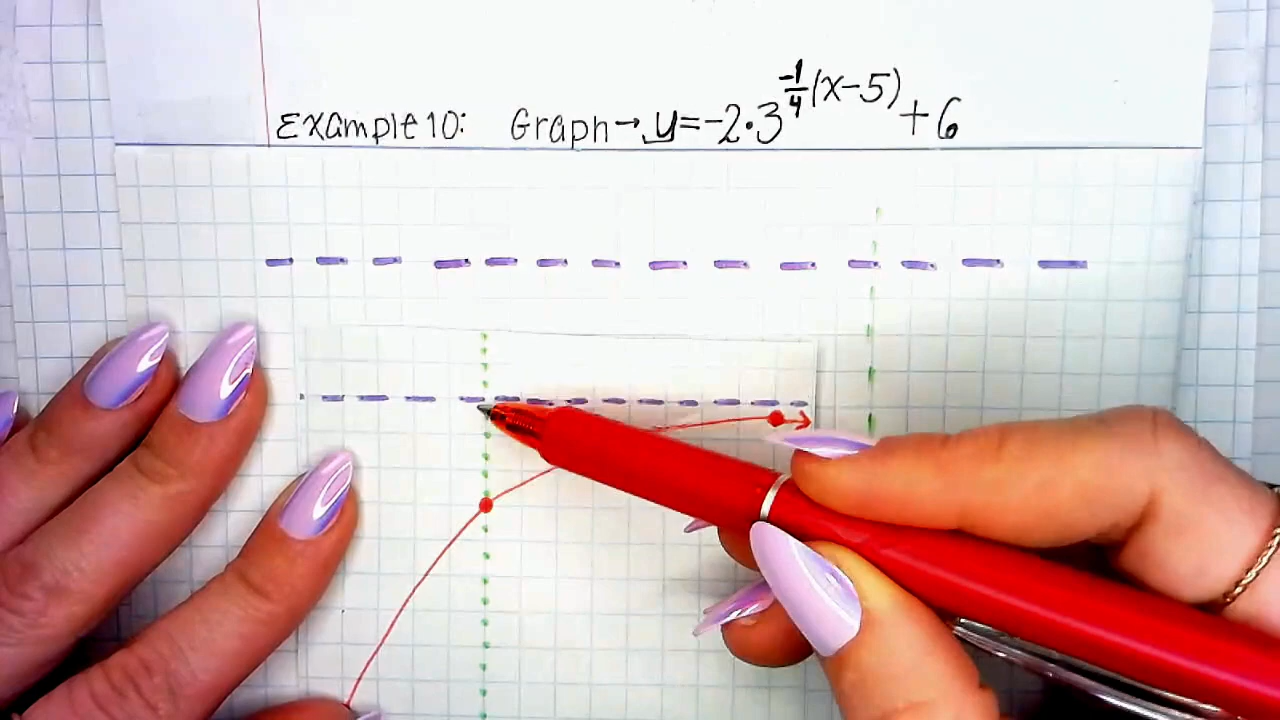 Example 10: Graph → y = -2·3^{-1/4(x-5)} + 6